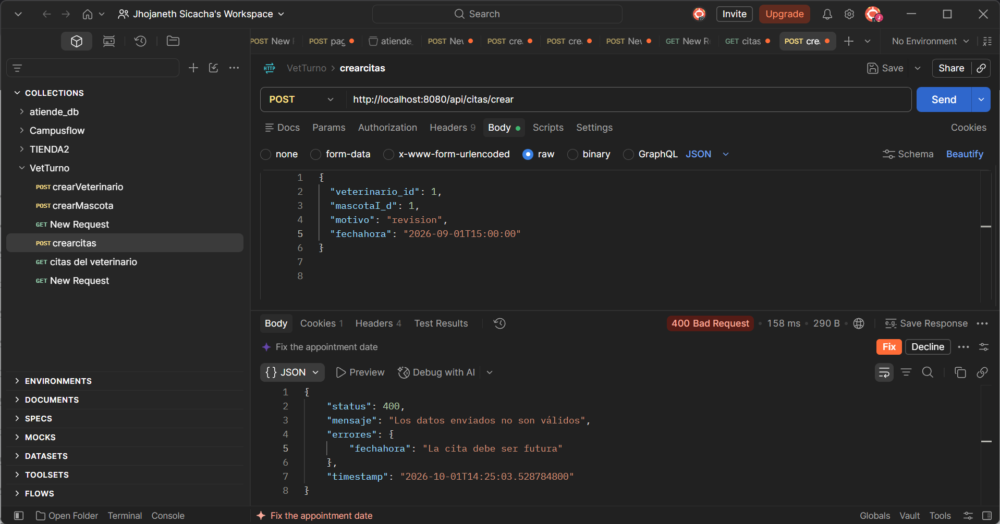 Jhojaneth Sicacha's Workspace
Search
Invite
Upgrade
POST New
POST pag
atiende_
POST Nev
POST cre
POST cre
POST Nev
GET New R
GET citas
POST cre
No Environment
VetTurno > crearcitas
Save
Share
COLLECTIONS
atiende_db
Campusflow
TIENDA2
VetTurno
POST crearVeterinario
POST crearMascota
GET New Request
POST crearcitas
GET citas del veterinario
GET New Request
ENVIRONMENTS
DOCUMENTS
SPECS
MOCKS
DATASETS
TOOLSETS
FLOWS
HTTP
POST http://localhost:8080/api/citas/crear
Send
Docs Params Authorization Headers 9 Body Scripts Settings
Cookies
none form-data x-www-form-urlencoded raw binary GraphQL JSON
Schema Beautify
1 {
2 "veterinario_id": 1,
3 "mascotaI_d": 1,
4 "motivo": "revision",
5 "fechahora": "2026-09-01T15:00:00"
6 }
7
8
Body Cookies 1 Headers 4 Test Results
400 Bad Request • 158 ms • 290 B
e.g. Save Response
Fix the appointment date
Fix Decline
{} JSON Preview Debug with AI
1 {
2 "status": 400,
3 "mensaje": "Los datos enviados no son válidos",
4 "errores": {
5 "fechahora": "La cita debe ser futura"
6 },
7 "timestamp": "2026-10-01T14:25:03.528784800"
8 }
Open Folder Terminal Console
Fix the appointment date
Globals Vault Tools